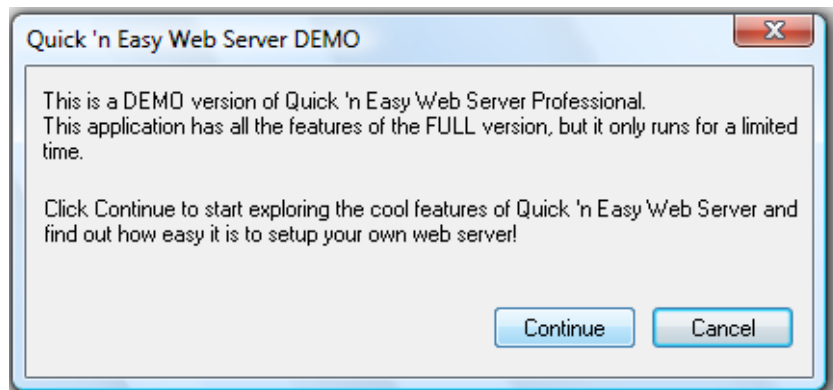 Quick 'n Easy Web Server DEMO
This is a DEMO version of Quick 'n Easy Web Server Professional.
This application has all the features of the FULL version, but it only runs for a limited
time.
Click Continue to start exploring the cool features of Quick 'n Easy Web Server and
find out how easy it is to setup your own web server!
Continue Cancel